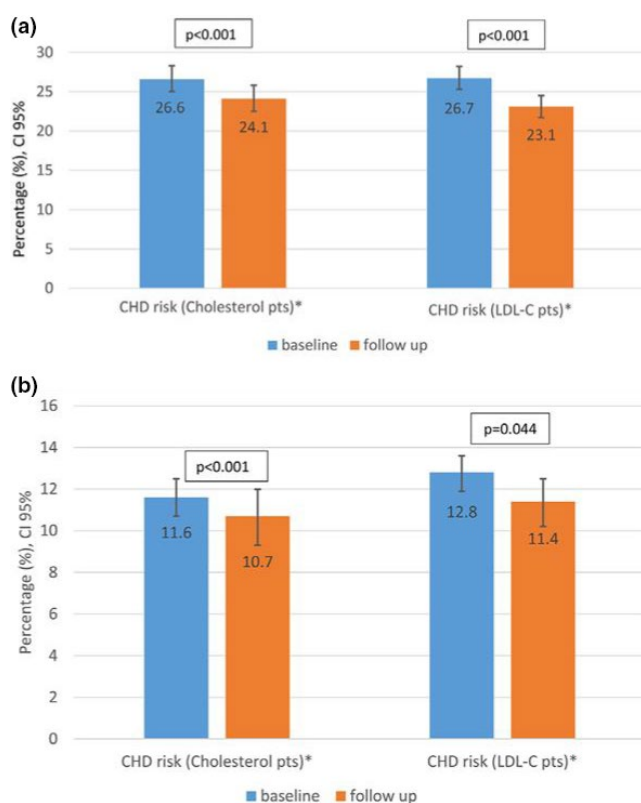 (a)
p<0.001 p<0.001
Percentage (%), CI 95%
30
25
20
15
10
5
0
26.6 24.1 26.7 23.1
CHD risk (Cholesterol pts)* CHD risk (LDL-C pts)*
baseline follow up
(b)
p<0.001 p=0.044
Percentage (%), CI 95%
16
14
12
10
8
6
4
2
0
11.6 10.7 12.8 11.4
CHD risk (Cholesterol pts)* CHD risk (LDL-C pts)*
baseline follow up